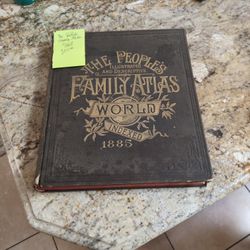 THE PEOPLE'S
ILLUSTRATED
AND DESCRIPTIVE
FAMILY ATLAS
OF THE
WORLD
INDEXED
1885